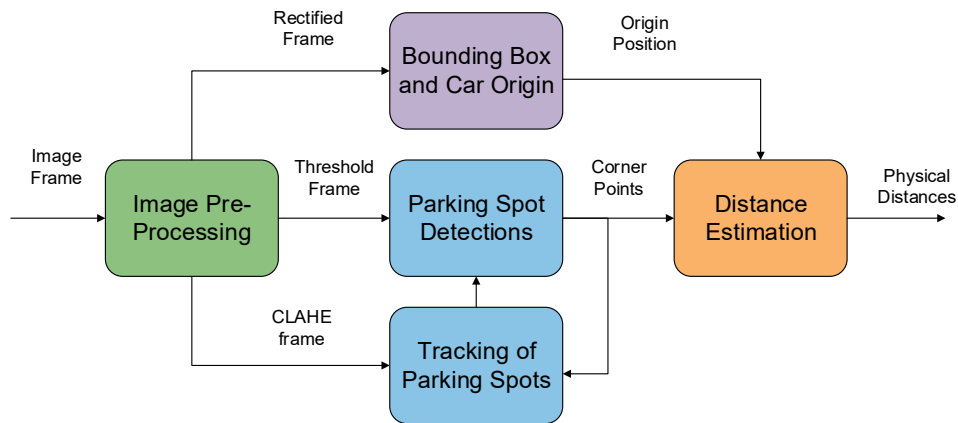 Rectified
Frame
Origin
Position
Bounding Box
and Car Origin
Image
Frame
Threshold
Frame
Corner
Points
Physical
Distances
Image Pre-
Processing
Parking Spot
Detections
Distance
Estimation
CLAHE
frame
Tracking of
Parking Spots